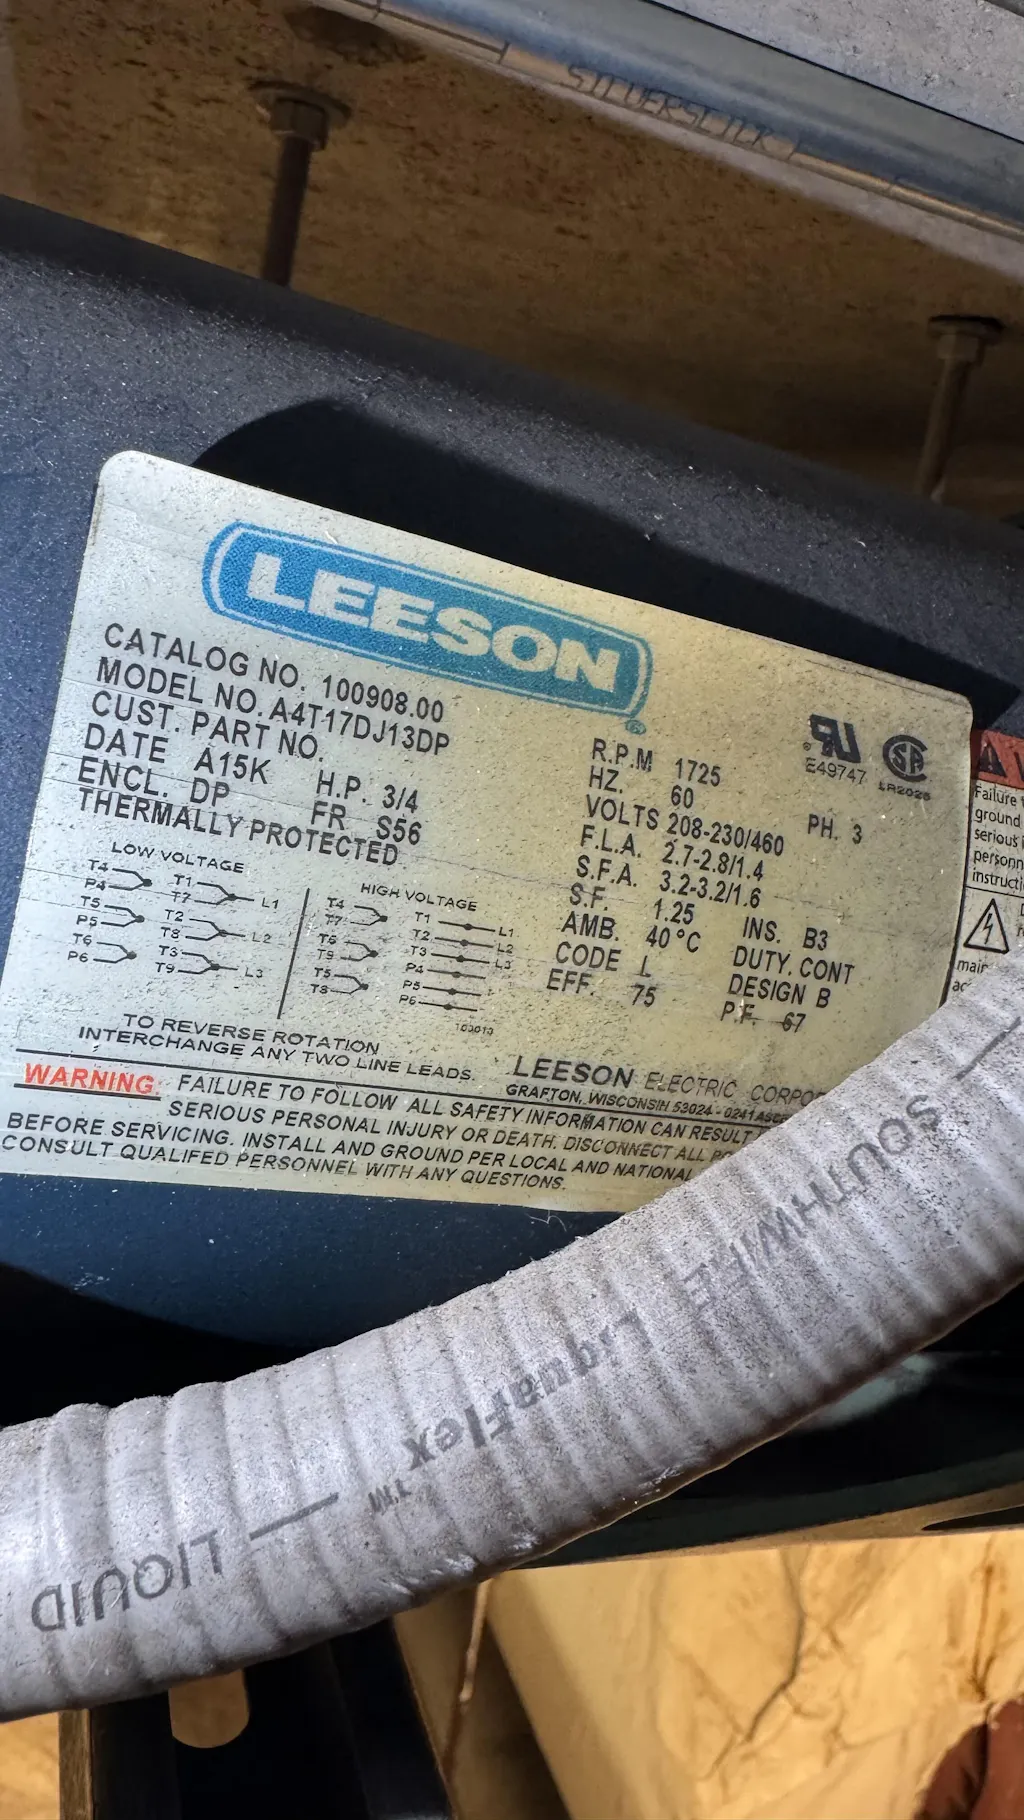 LEESON
CATALOG NO. 100908.00
MODEL NO. A4T17DJ13DP
CUST. PART NO.
DATE A15K H.P. 3/4
ENCL. DP FR S56
THERMALLY PROTECTED
R.P.M 1725
HZ. 60
VOLTS 208-230/460 PH. 3
F.L.A. 2.7-2.8/1.4
S.F.A. 3.2-3.2/1.6
S.F. 1.25 INS. B3
AMB. 40°C DUTY. CONT
CODE L DESIGN B
EFF. 75 P.F. 67
E49747
LR2025
LOW VOLTAGE
T4 T1
P4 T7 L1
T5 T2
P5 T8 L2
T6 T3
P6 T9 L3
HIGH VOLTAGE
T4 T1 L1
T7 T2 L2
T6 T3 L3
T9 P4
T5 P5
T8 P6
TO REVERSE ROTATION
INTERCHANGE ANY TWO LINE LEADS.
LEESON ELECTRIC
GRAFTON, WISCONSIN 53024 - 0241
WARNING. FAILURE TO FOLLOW ALL SAFETY INFORMATION CAN RESULT
SERIOUS PERSONAL INJURY OR DEATH. DISCONNECT ALL
BEFORE SERVICING. INSTALL AND GROUND PER LOCAL AND NATIONAL
CONSULT QUALIFED PERSONNEL WITH ANY QUESTIONS.
Failure
ground
serious
SOUTHWIRE Liquaflex™ — LIQUID